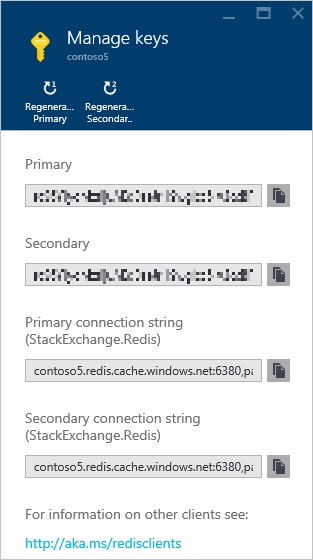 Manage keys
contoso5
Regenera... Regenera...
Primary Secondar..
Primary
Secondary
Primary connection string
(StackExchange.Redis)
contoso5.redis.cache.windows.net:6380,pa
Secondary connection string
(StackExchange.Redis)
contoso5.redis.cache.windows.net:6380,pa
For information on other clients see:
http://aka.ms/redisclients